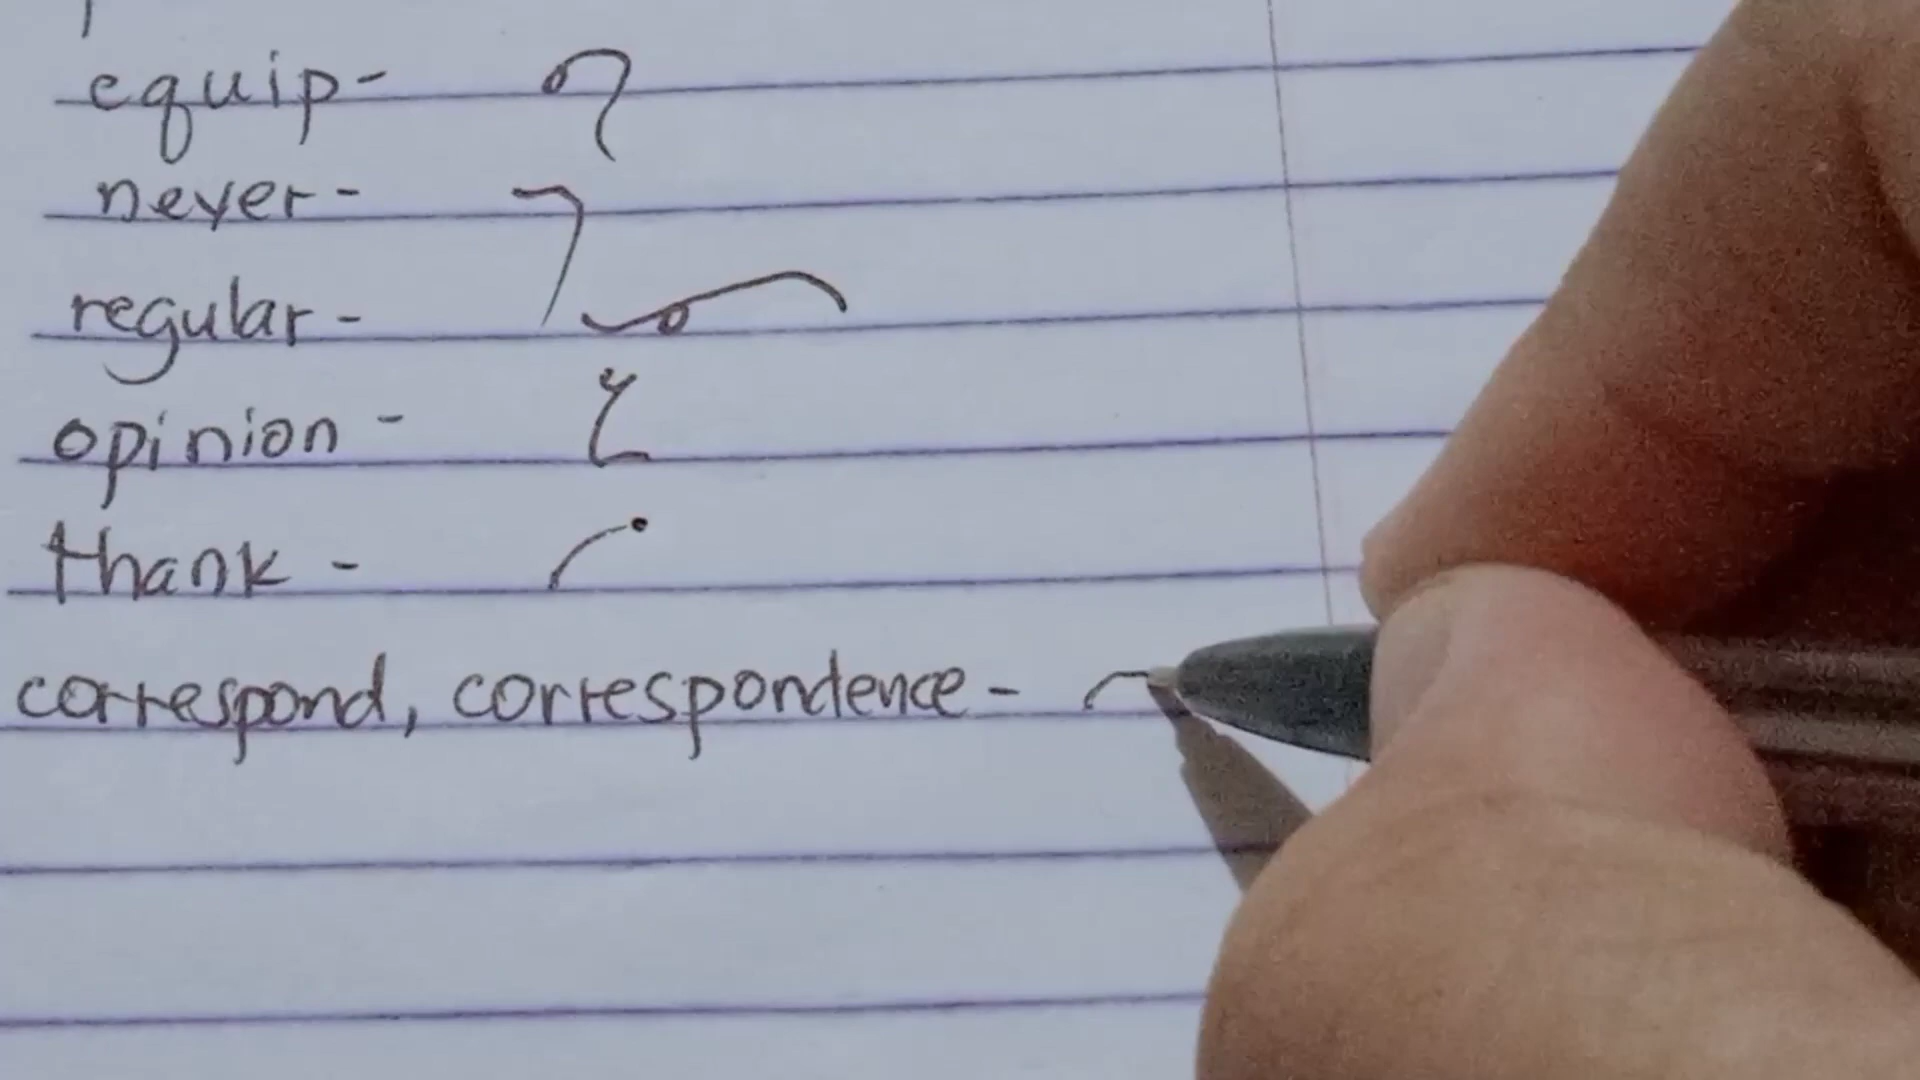 equip-
never-
regular-
opinion -
thank -
correspond, correspondence -